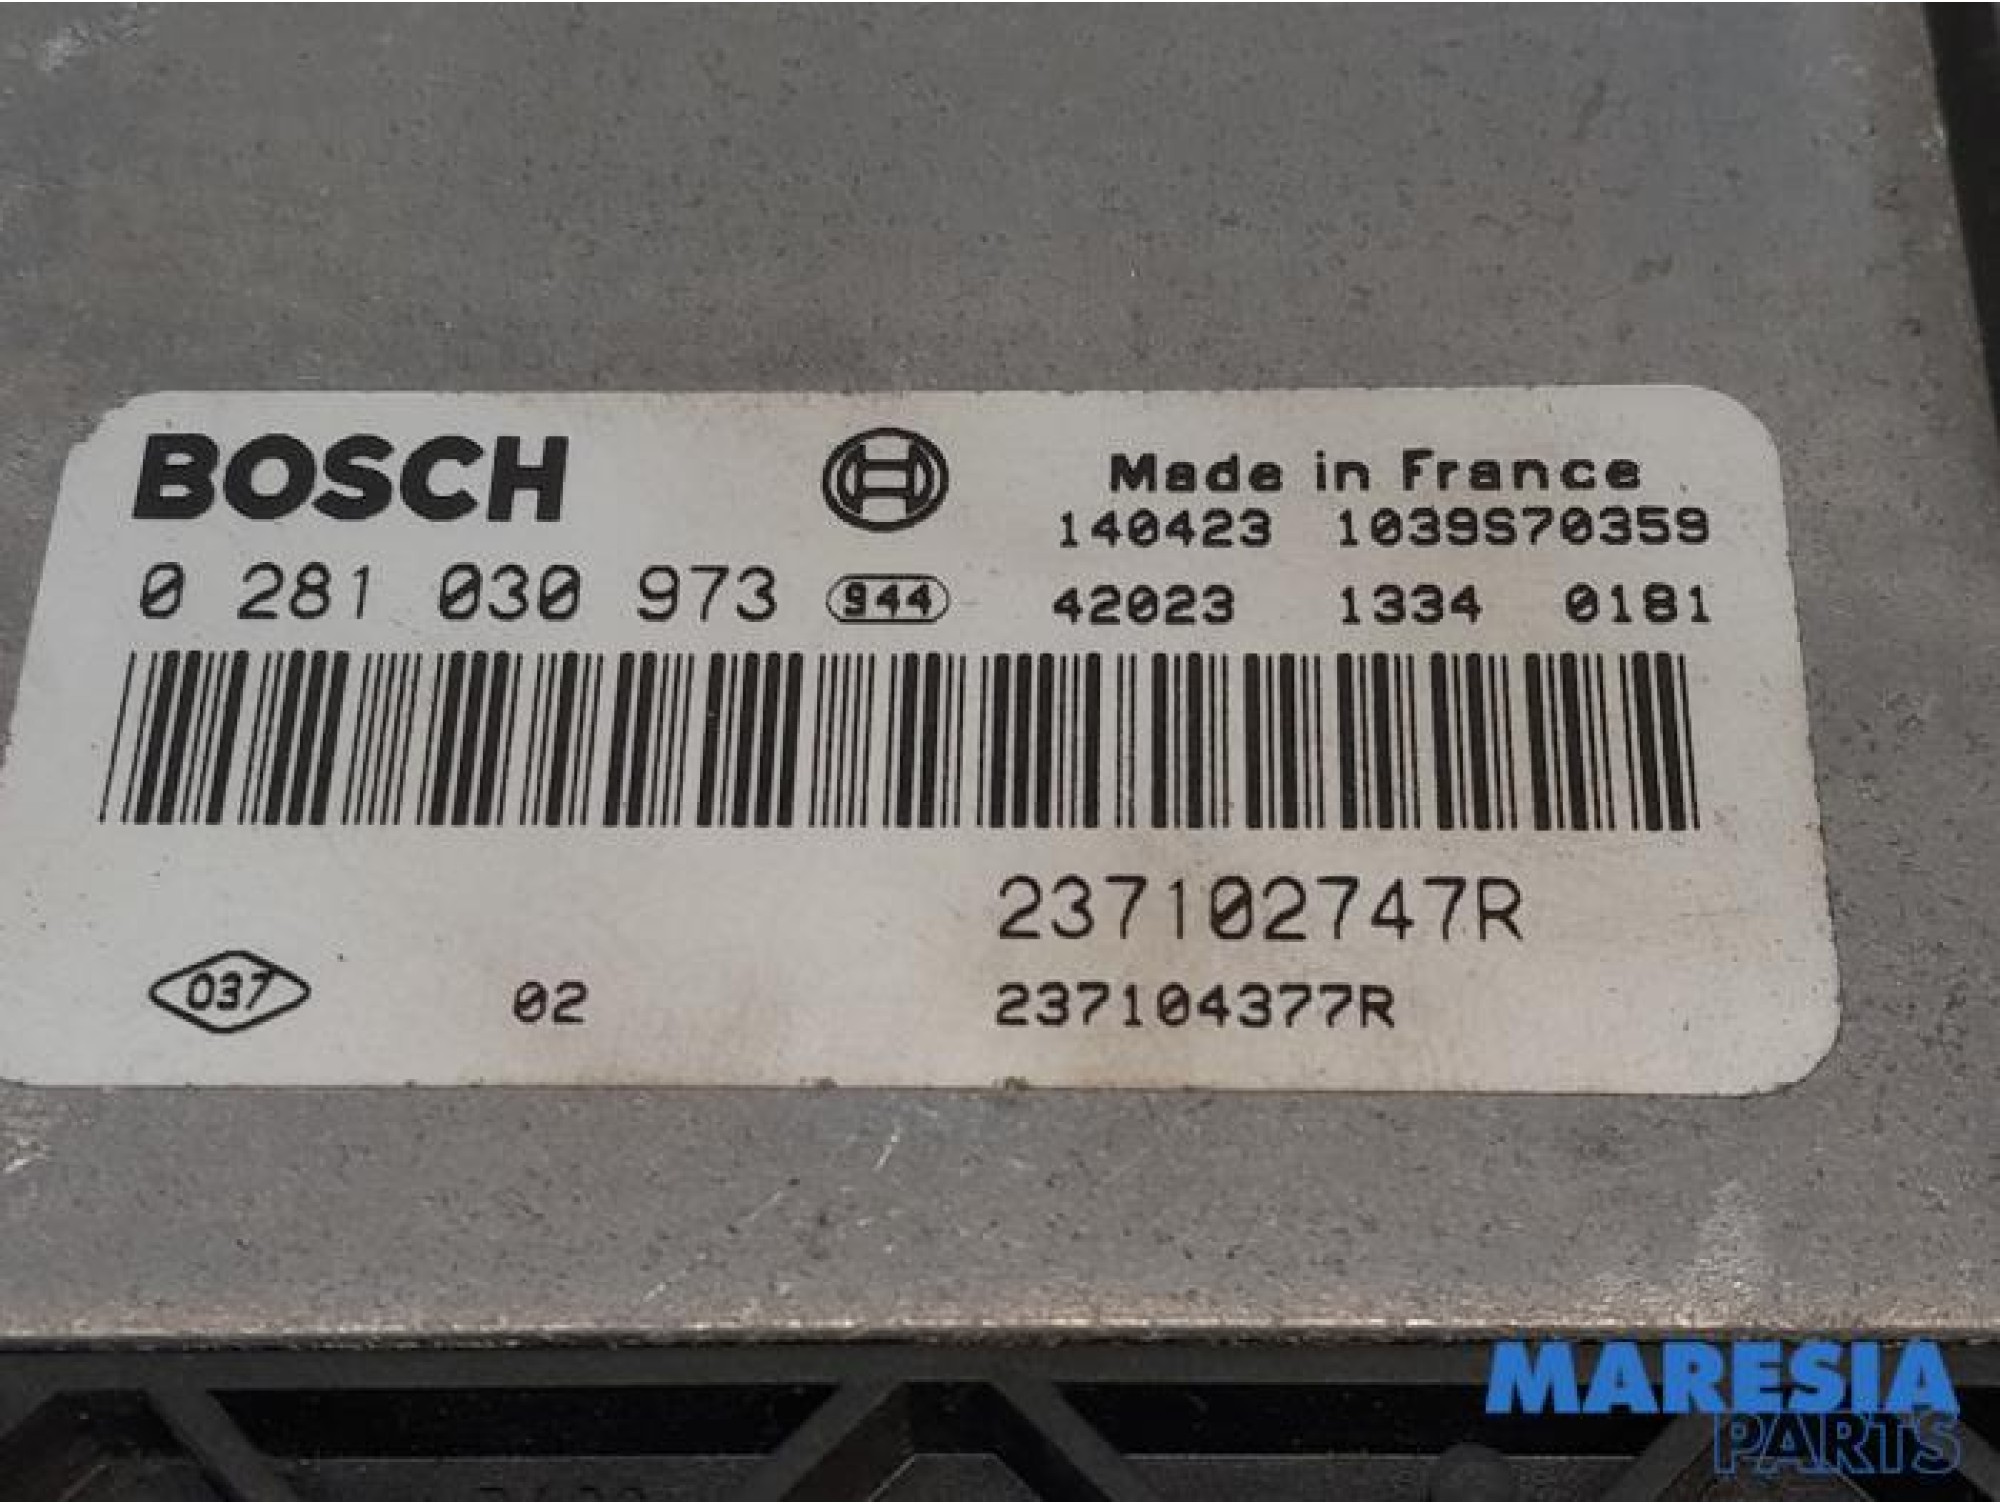 BOSCH
Made in France
140423 1039S70359
0 281 030 973 944 42023 1334 0181
237102747R
037 02 237104377R
MARESIA
PARTS